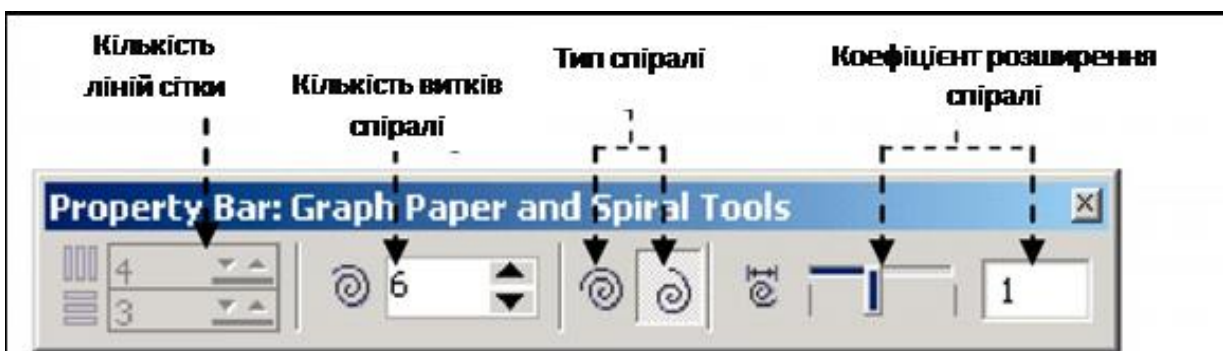 Кількість
ліній сітки
Кількість витків
спіралі
Тип спіралі
Коефіцієнт розширення
спіралі
Property Bar: Graph Paper and Spiral Tools
4
3
6
1